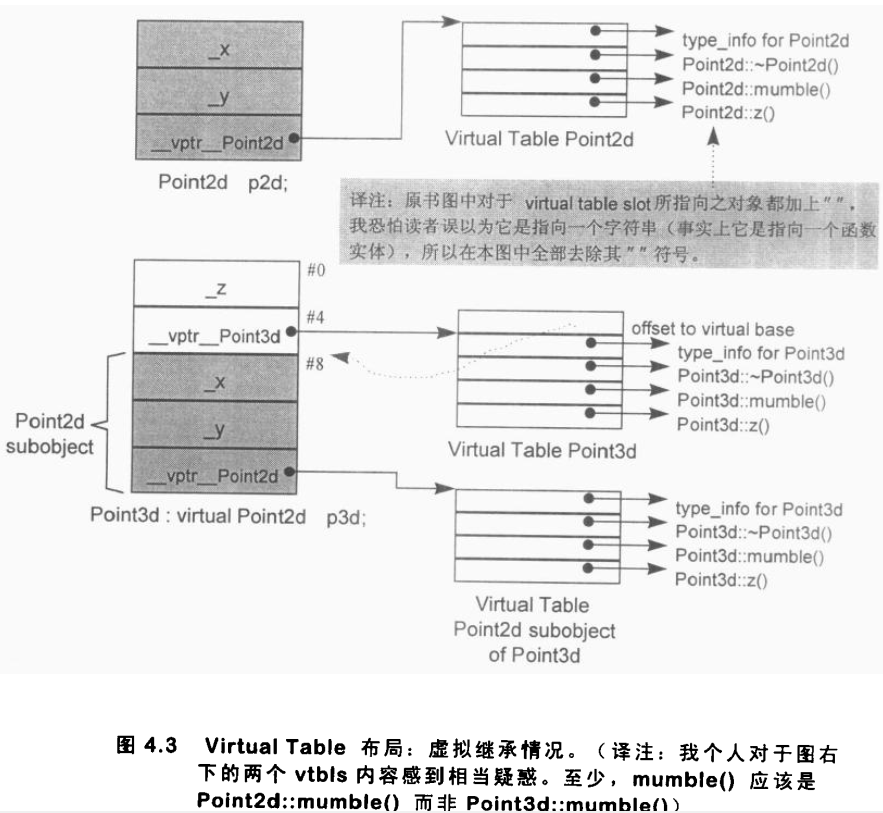 _x
_y
__vptr__Point2d
Point2d p2d;
type_info for Point2d
Point2d::~Point2d()
Point2d::mumble()
Point2d::z()
Virtual Table Point2d
译注：原书图中对于 virtual table slot所指向之对象都加上″″，
我恐怕读者误以为它是指向一个字符串（事实上它是指向一个函数
实体），所以在本图中全部去除其″″符号。
#0
_z
#4
__vptr__Point3d
#8
_x
_y
__vptr__Point2d
Point2d
subobject
Point3d : virtual Point2d p3d;
offset to virtual base
type_info for Point3d
Point3d::~Point3d()
Point3d::mumble()
Point3d::z()
Virtual Table Point3d
type_info for Point3d
Point3d::~Point3d()
Point3d::mumble()
Point3d::z()
Virtual Table
Point2d subobject
of Point3d
图 4.3 Virtual Table 布局：虚拟继承情况。（译注：我个人对于图右
下的两个 vtbls 内容感到相当疑惑。至少，mumble() 应该是
Point2d::mumble() 而非 Point3d::mumble()）